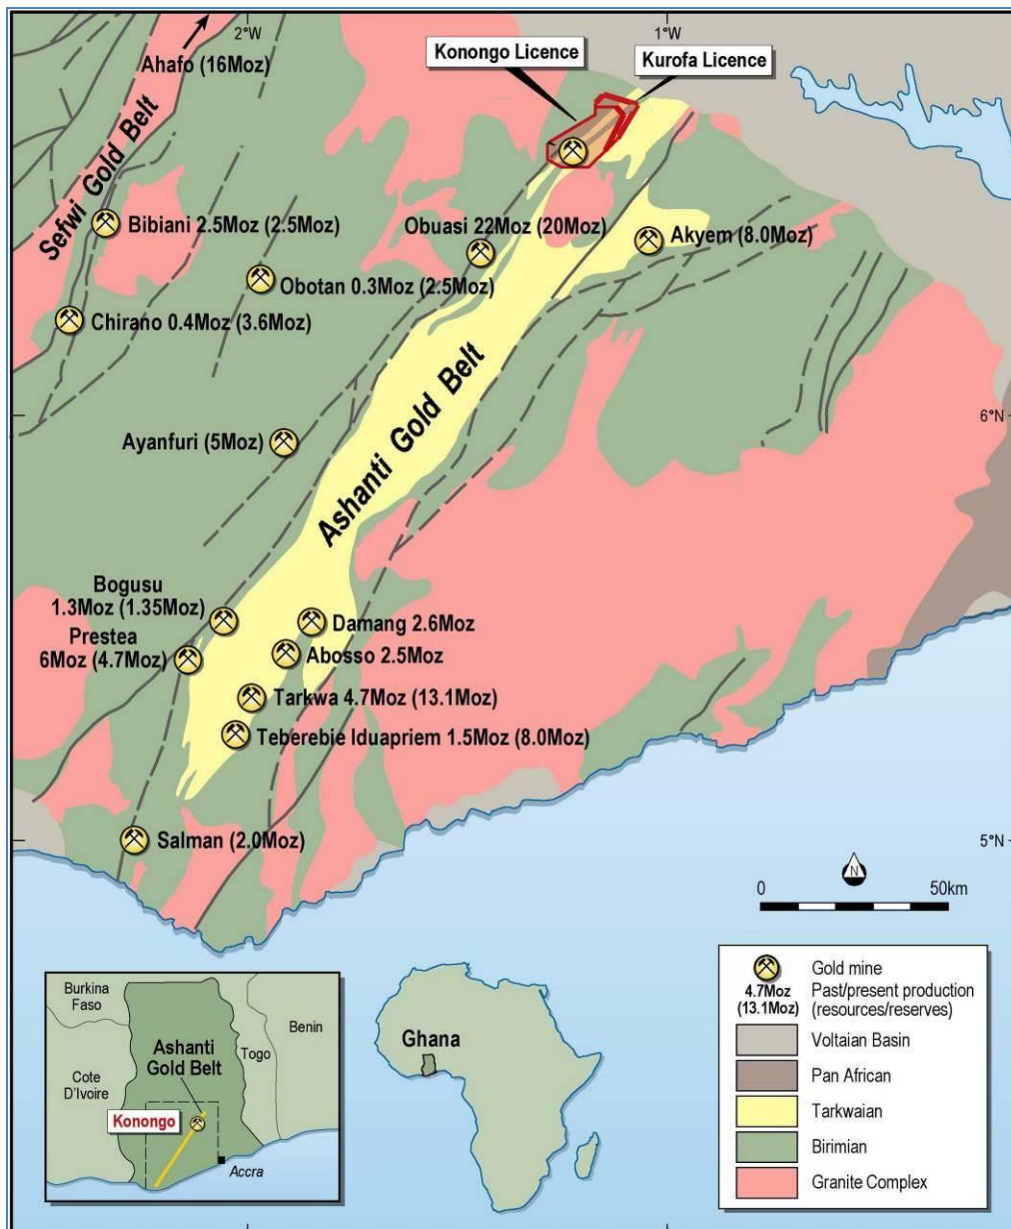 2°W
1°W
Ahafo (16Moz)
Konongo Licence
Kurofa Licence
Sefwi Gold Belt
Bibiani 2.5Moz (2.5Moz)
Obuasi 22Moz (20Moz)
Akyem (8.0Moz)
Obotan 0.3Moz (2.5Moz)
Chirano 0.4Moz (3.6Moz)
Ashanti Gold Belt
6°N
Ayanfuri (5Moz)
Bogusu
1.3Moz (1.35Moz)
Prestea
6Moz (4.7Moz)
Damang 2.6Moz
Abosso 2.5Moz
Tarkwa 4.7Moz (13.1Moz)
Teberebie Iduapriem 1.5Moz (8.0Moz)
Salman (2.0Moz)
5°N
N
0 50km
Burkina
Faso
Benin
Togo
Ashanti
Gold Belt
Cote
D'Ivoire
Konongo
Accra
Ghana
Gold mine
4.7Moz Past/present production
(13.1Moz) (resources/reserves)
Voltaian Basin
Pan African
Tarkwaian
Birimian
Granite Complex